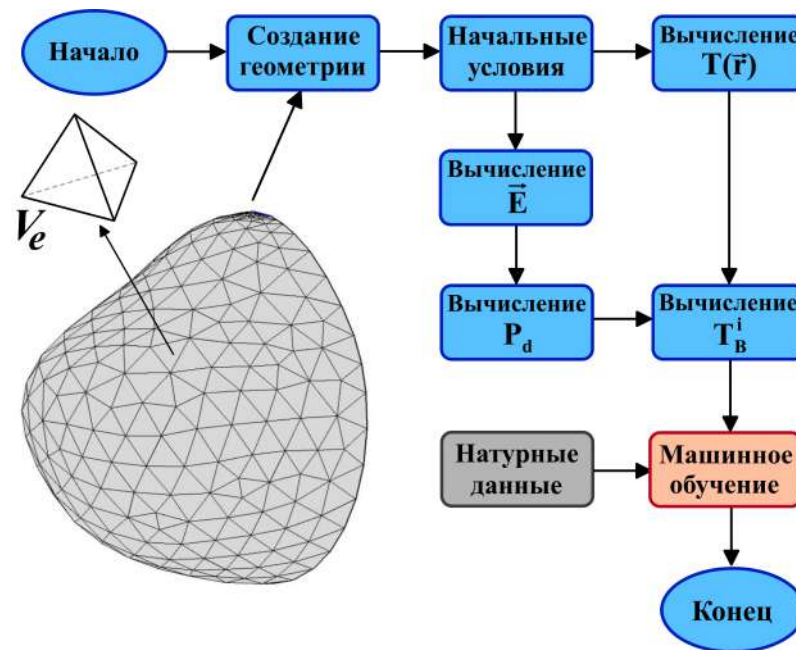 Начало
Создание
геометрии
Начальные
условия
Вычисление
T(r⃗)
Вычисление
E⃗
Вычисление
P_d
Вычисление
T_B^i
V_e
Натурные
данные
Машинное
обучение
Конец